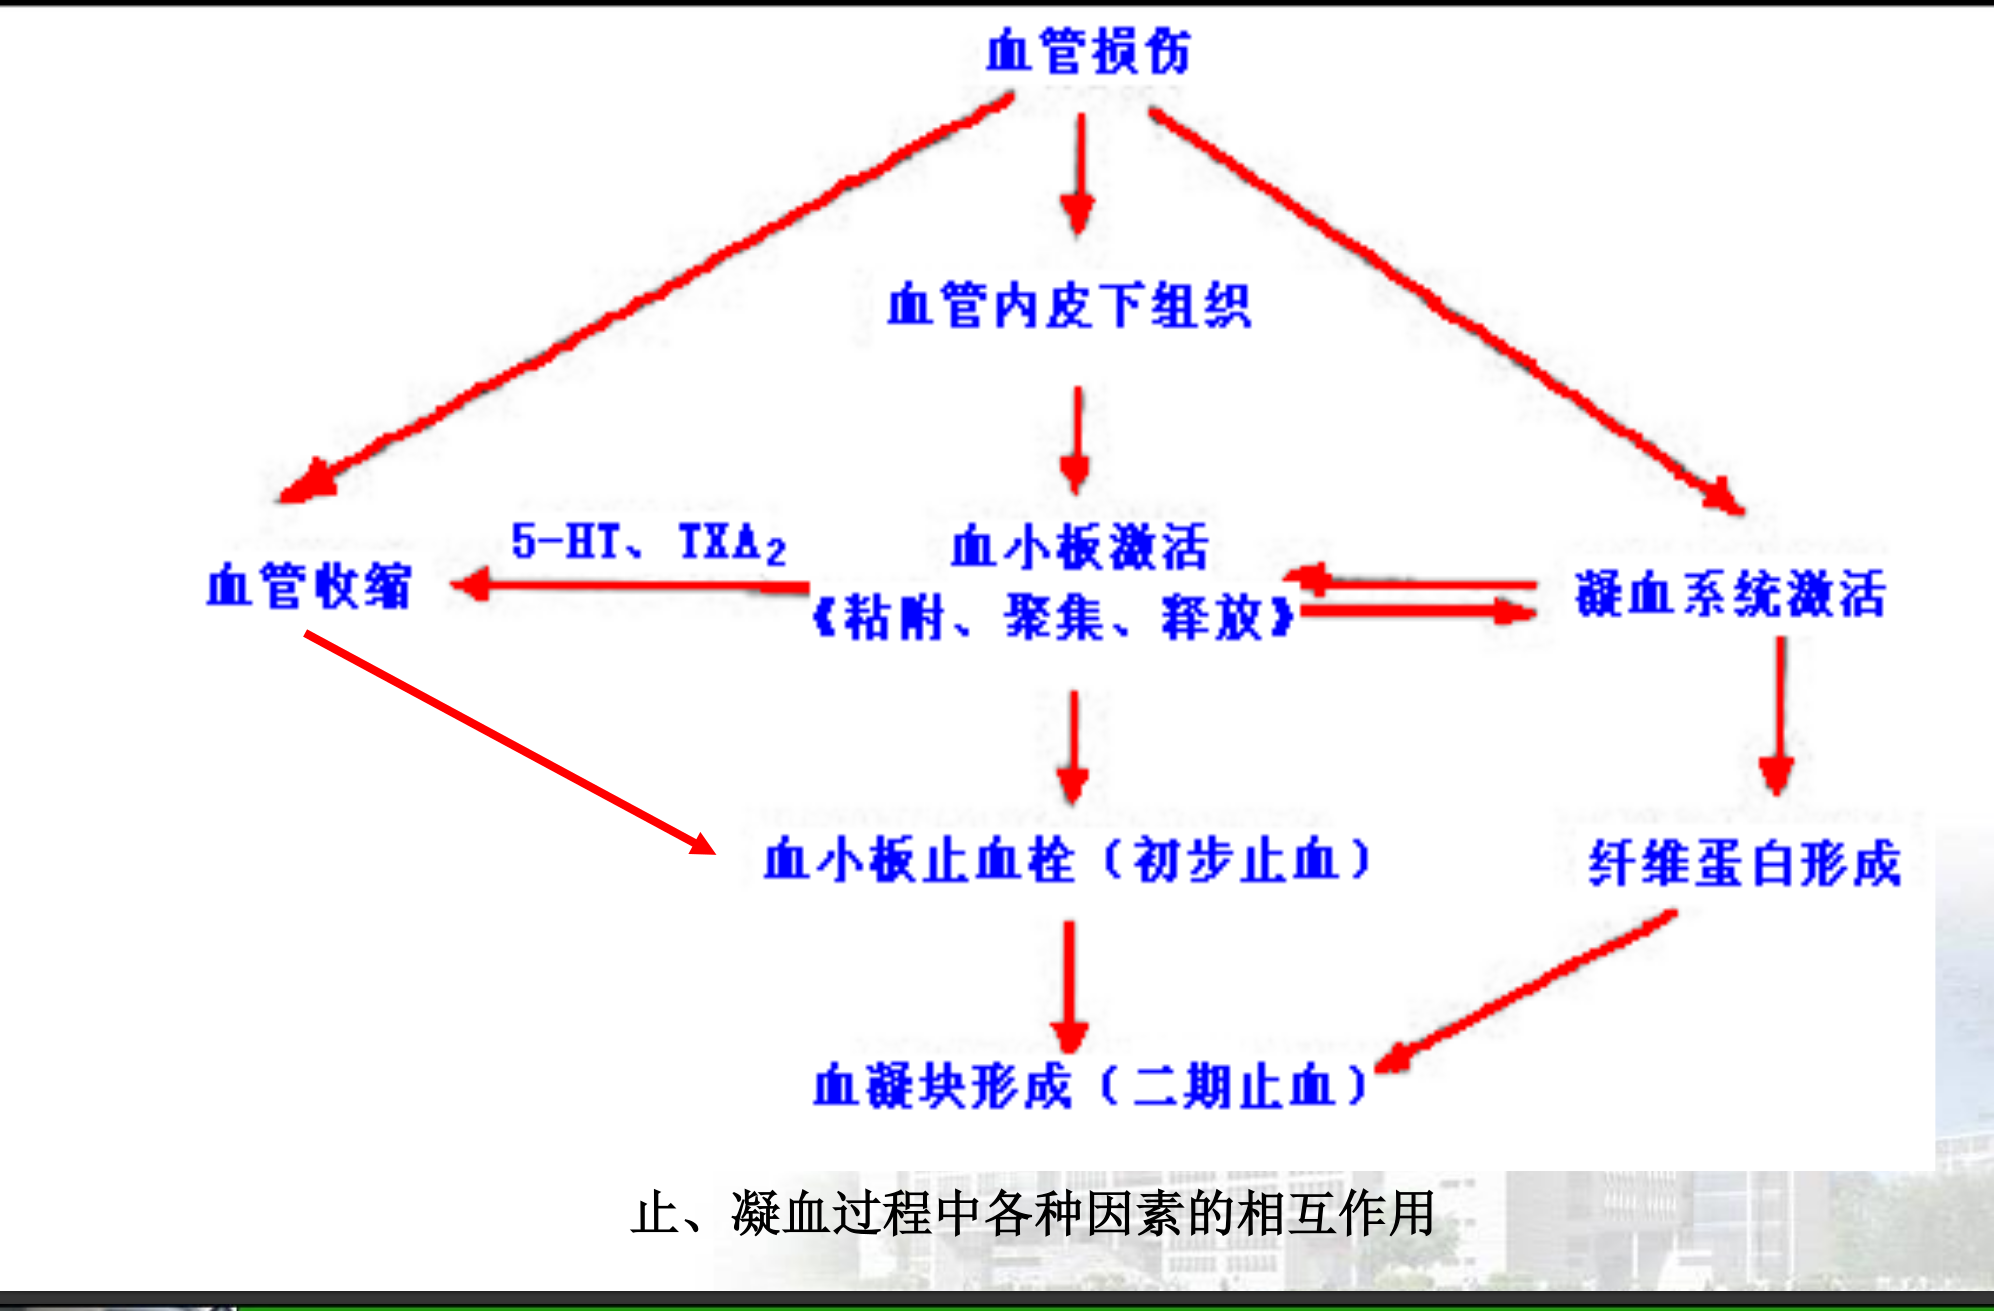 血管损伤
血管内皮下组织
5-HT、TXA₂
血小板激活
血管收缩
凝血系统激活
《粘附、聚集、释放》
血小板止血栓（初步止血）
纤维蛋白形成
血凝块形成（二期止血）
止、凝血过程中各种因素的相互作用